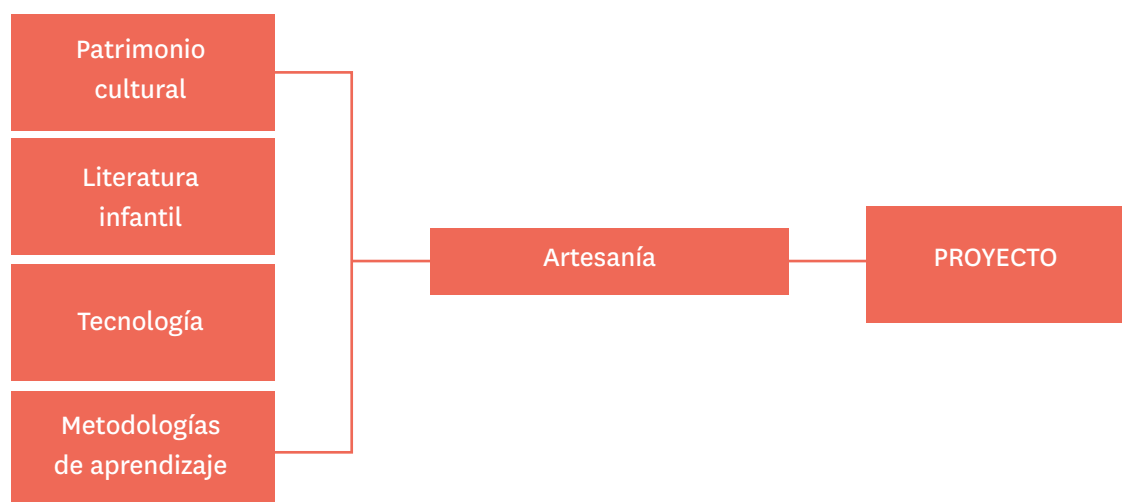 Patrimonio
cultural
Literatura
infantil
Tecnología
Metodologías
de aprendizaje
Artesanía
PROYECTO